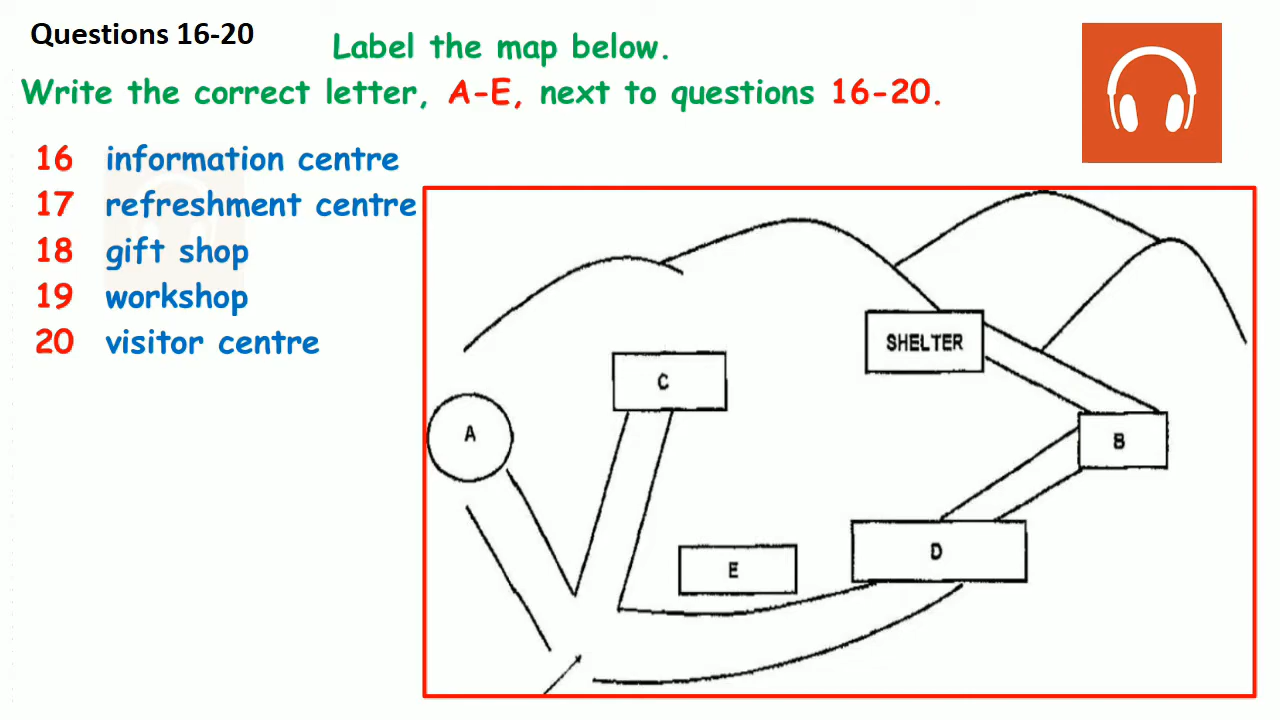 Questions 16-20
Label the map below.
Write the correct letter, A-E, next to questions 16-20.
16 information centre
17 refreshment centre
18 gift shop
19 workshop
20 visitor centre
SHELTER
C
A
B
D
E